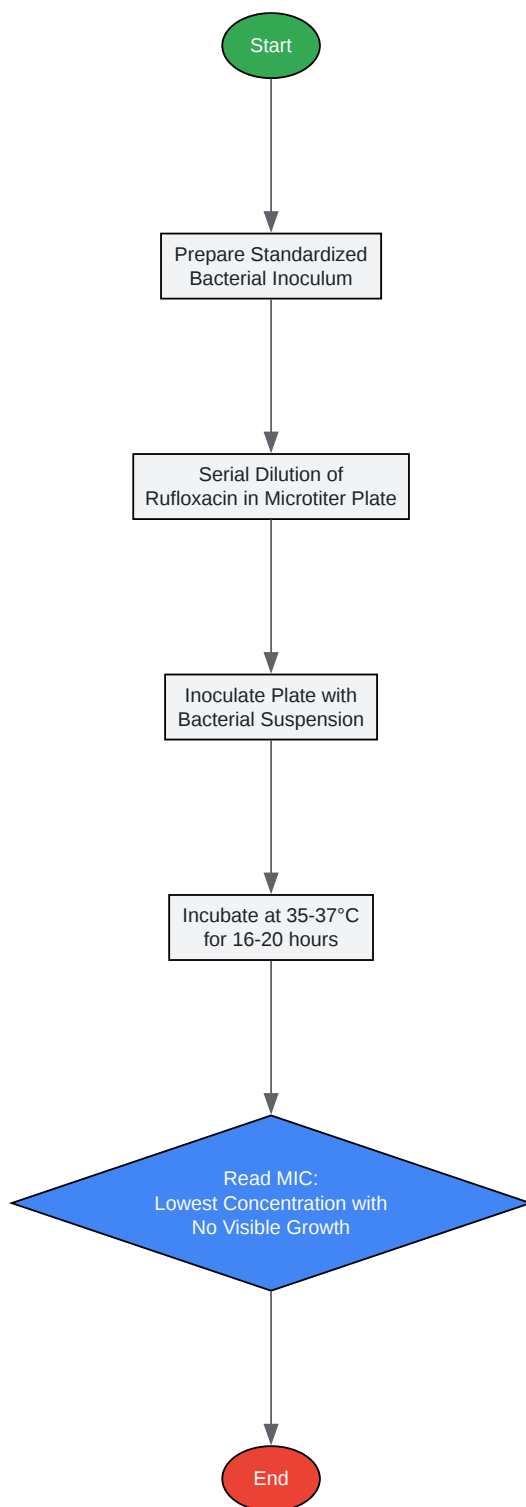 Start
Prepare Standardized
Bacterial Inoculum
Serial Dilution of
Rufloxacin in Microtiter Plate
Inoculate Plate with
Bacterial Suspension
Incubate at 35-37°C
for 16-20 hours
Read MIC:
Lowest Concentration with
No Visible Growth
End